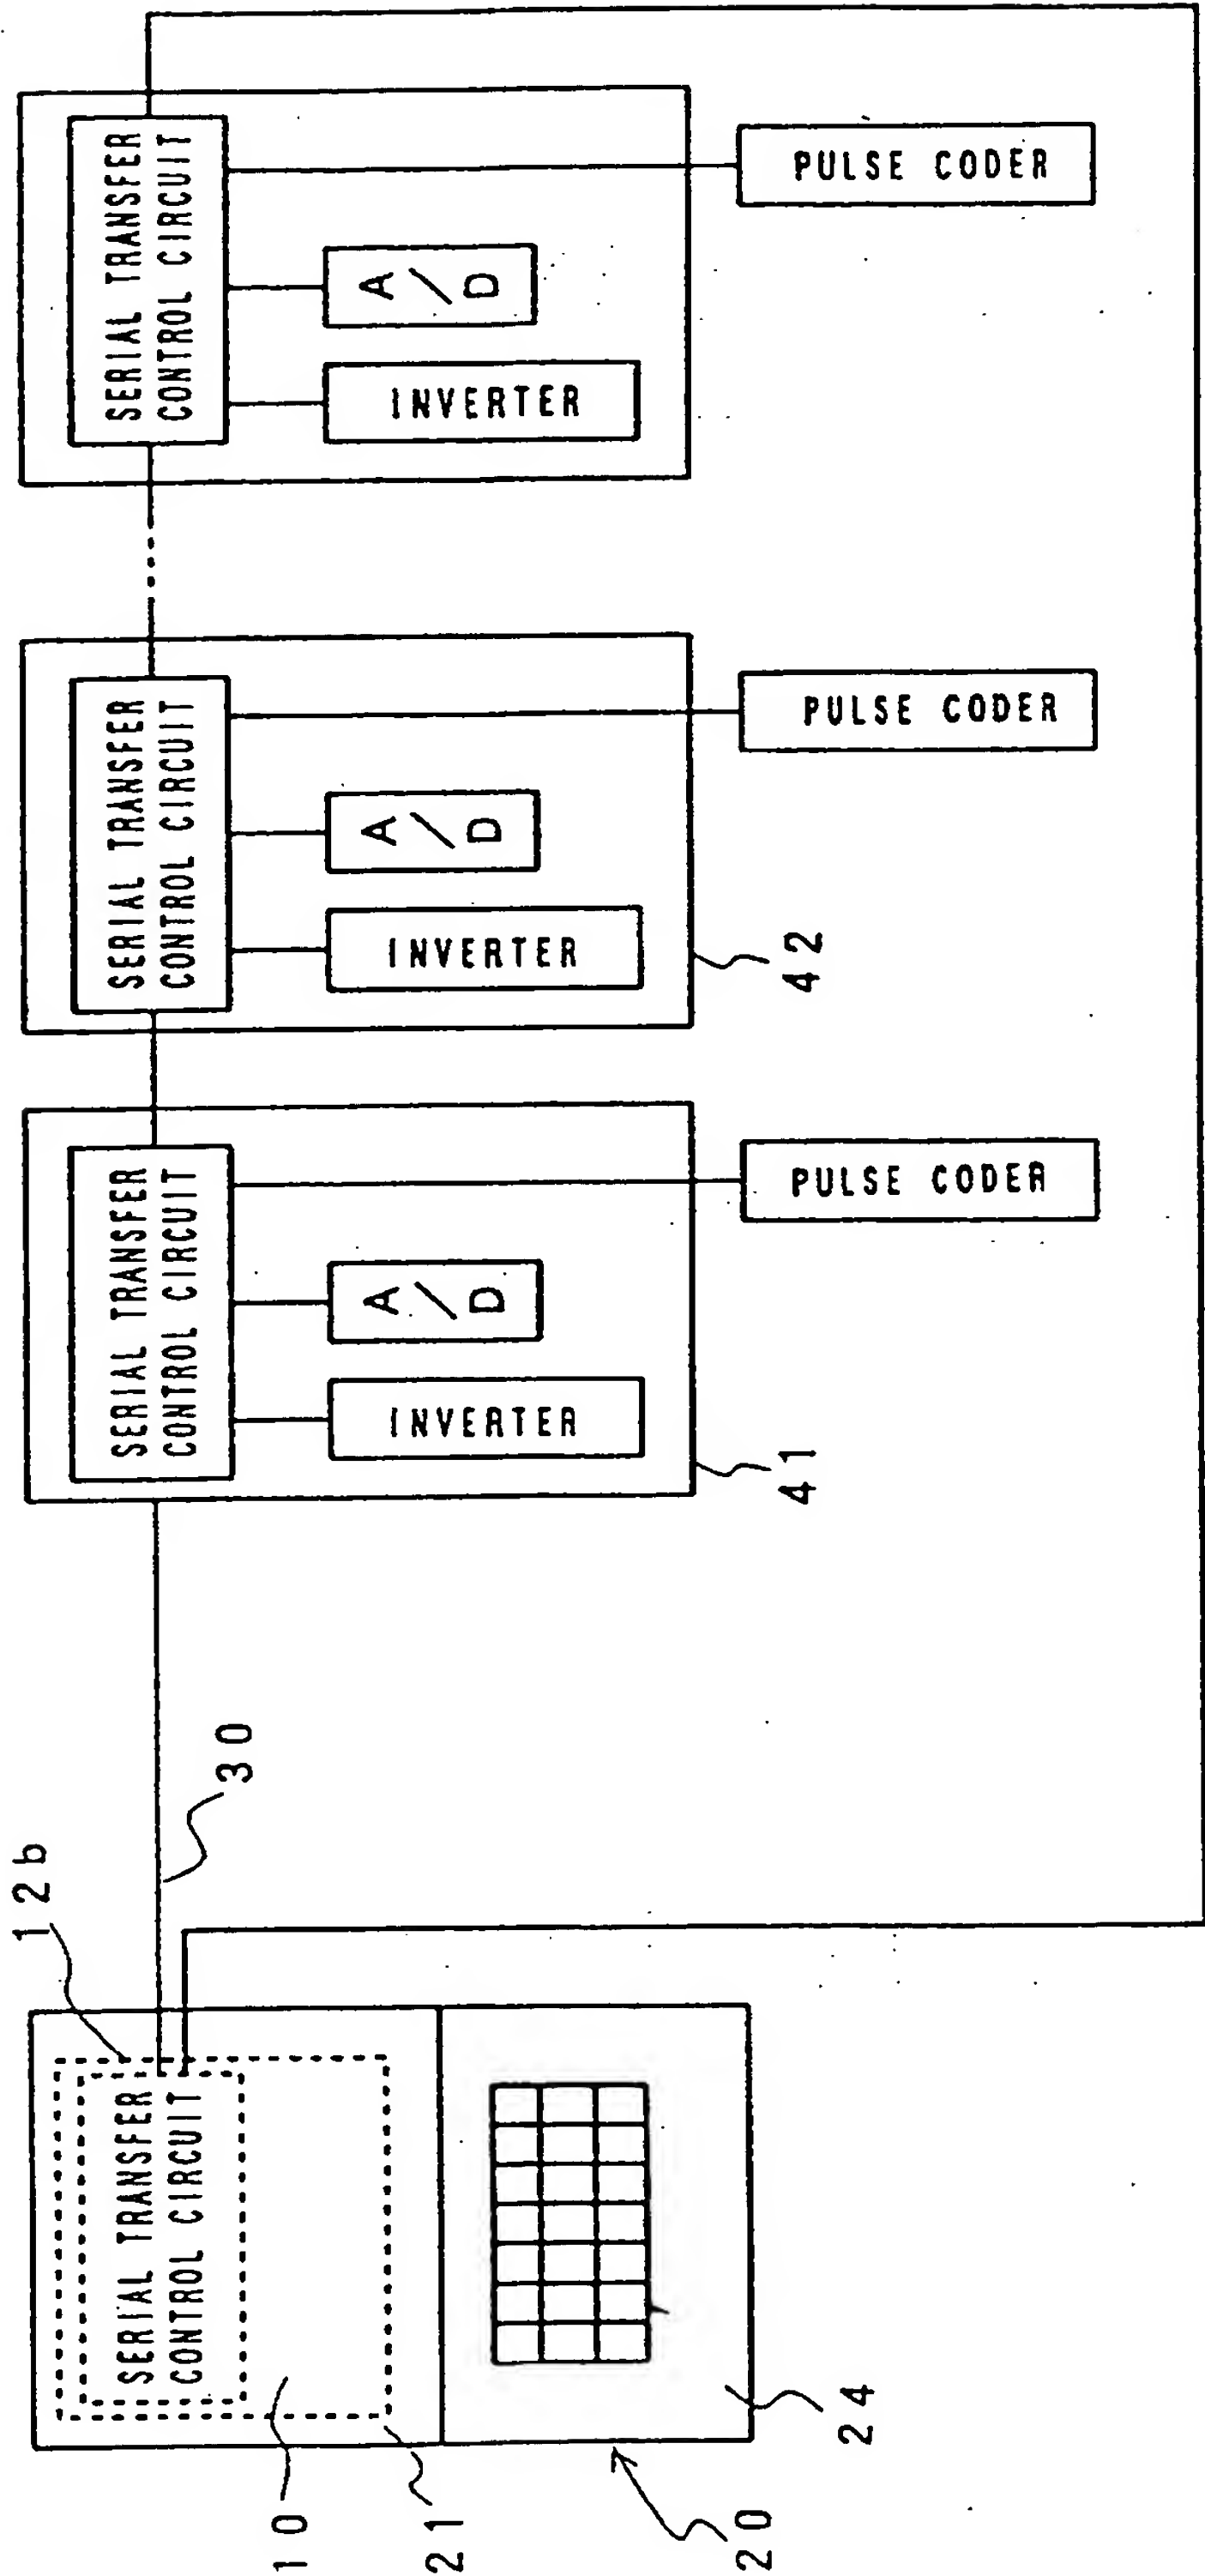 12b
30
SERIAL TRANSFER
CONTROL CIRCUIT
10
21
20
24
SERIAL TRANSFER
CONTROL CIRCUIT
INVERTER
A/D
PULSE CODER
41
SERIAL TRANSFER
CONTROL CIRCUIT
INVERTER
A/D
PULSE CODER
42
SERIAL TRANSFER
CONTROL CIRCUIT
INVERTER
A/D
PULSE CODER